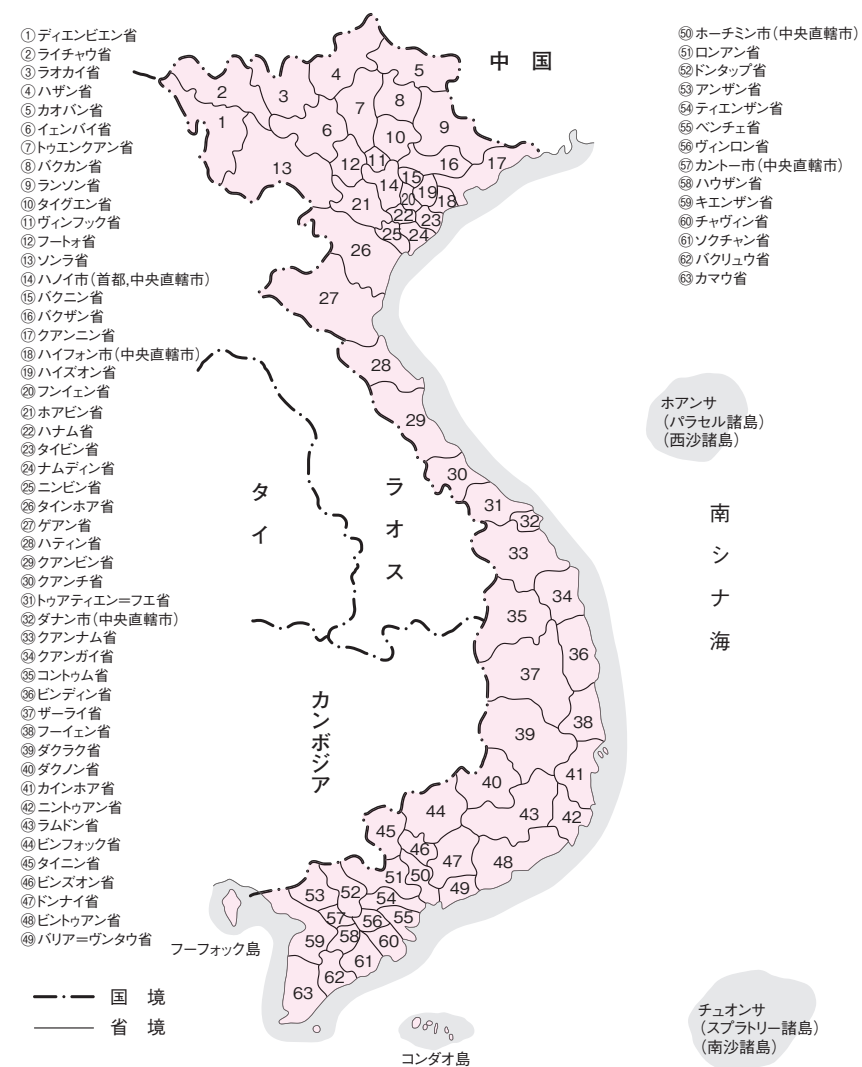 ①ディエンビエン省
②ライチャウ省
③ラオカイ省
④ハザン省
⑤カオバン省
⑥イェンバイ省
⑦トゥエンクアン省
⑧バクカン省
⑨ランソン省
⑩タイグエン省
⑪ヴィンフック省
⑫フートォ省
⑬ソンラ省
⑭ハノイ市（首都,中央直轄市）
⑮バクニン省
⑯バクザン省
⑰クアンニン省
⑱ハイフォン市（中央直轄市）
⑲ハイズオン省
⑳フンイェン省
㉑ホアビン省
㉒ハナム省
㉓タイビン省
㉔ナムディン省
㉕ニンビン省
㉖タインホア省
㉗ゲアン省
㉘ハティン省
㉙クアンビン省
㉚クアンチ省
㉛トゥアティエン＝フエ省
㉜ダナン市（中央直轄市）
㉝クアンナム省
㉞クアンガイ省
㉟コントゥム省
㊱ビンディン省
㊲ザーライ省
㊳フーイェン省
㊴ダクラク省
㊵ダクノン省
㊶カインホア省
㊷ニントゥアン省
㊸ラムドン省
㊹ビンフォック省
㊺タイニン省
㊻ビンズオン省
㊼ドンナイ省
㊽ビントゥアン省
㊾バリア＝ヴンタウ省
㊿ホーチミン市（中央直轄市）
51ロンアン省
52ドンタップ省
53アンザン省
54ティエンザン省
55ベンチェ省
56ヴィンロン省
57カントー市（中央直轄市）
58ハウザン省
59キエンザン省
60チャヴィン省
61ソクチャン省
62バクリュウ省
63カマウ省
中国
タイ
ラオス
カンボジア
南シナ海
ホアンサ
（パラセル諸島）
（西沙諸島）
チュオンサ
（スプラトリー諸島）
（南沙諸島）
フーフォック島
コンダオ島
国境
省境
1
2
3
4
5
6
7
8
9
10
11
12
13
14
15
16
17
18
19
20
21
22
23
24
25
26
27
28
29
30
31
32
33
34
35
36
37
38
39
40
41
42
43
44
45
46
47
48
49
50
51
52
53
54
55
56
57
58
59
60
61
62
63